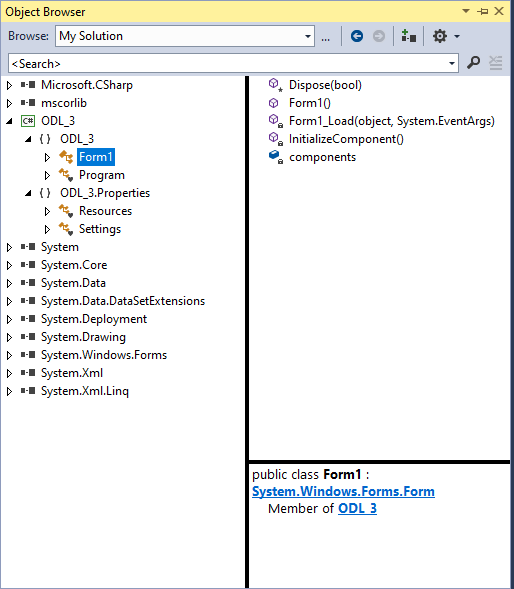 Object Browser
Browse: My Solution ...
<Search>
Microsoft.CSharp
mscorlib
C# ODL_3
{ } ODL_3
Form1
Program
{ } ODL_3.Properties
Resources
Settings
System
System.Core
System.Data
System.Data.DataSetExtensions
System.Deployment
System.Drawing
System.Windows.Forms
System.Xml
System.Xml.Linq
Dispose(bool)
Form1()
Form1_Load(object, System.EventArgs)
InitializeComponent()
components
public class Form1 :
System.Windows.Forms.Form
Member of ODL_3